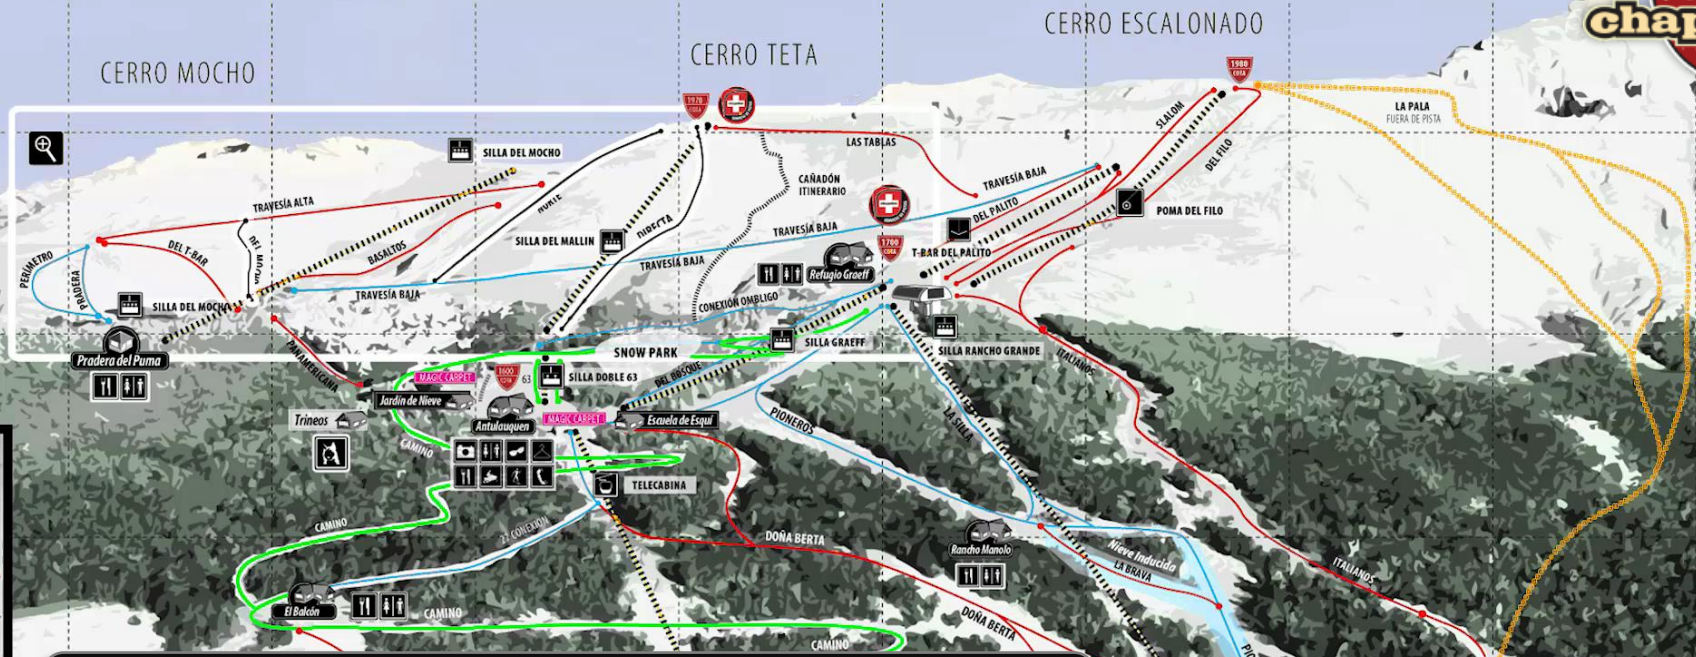 CERRO ESCALONADO
chap
CERRO TETA
CERRO MOCHO
1980
COTA
1970
COTA
LA PALA
FUERA DE PISTA
SLALOM
LAS TABLAS
DEL FILO
SILLA DEL MOCHO
CAÑADÓN
ITINERARIO
TRAVESÍA BAJA
TRAVESÍA ALTA
NORTE
DEL PALITO
POMA DEL FILO
SILLA DEL MALLIN
TRAVESÍA BAJA
1700
COTA
T-BAR DEL PALITO
DEL T-BAR
BASALTOS
PERÍMETRO
PRADERA
TRAVESÍA BAJA
Refugio Graeff
TRAVESÍA BAJA
CONEXIÓN OMBLIGO
SILLA DEL MOCHO
SILLA GRAEFF
SILLA RANCHO GRANDE
SNOW PARK
Pradera del Puma
PANAMERICANA
ITALIANOS
MAGIC CARPET
1600
COTA
63
SILLA DOBLE 63
DEL BOSQUE
Jardín de Nieve
Trineos
Antulauquen
MAGIC CARPET
Escuela de Esquí
PIONEROS
LA SILLA
CAMINO
TELECABINA
CAMINO
22 CONEXIÓN
DOÑA BERTA
Rancho Manolo
Nieve Inducida
LA BRAVA
ITALIANOS
El Balcón
CAMINO
DOÑA BERTA
CAMINO
PIO